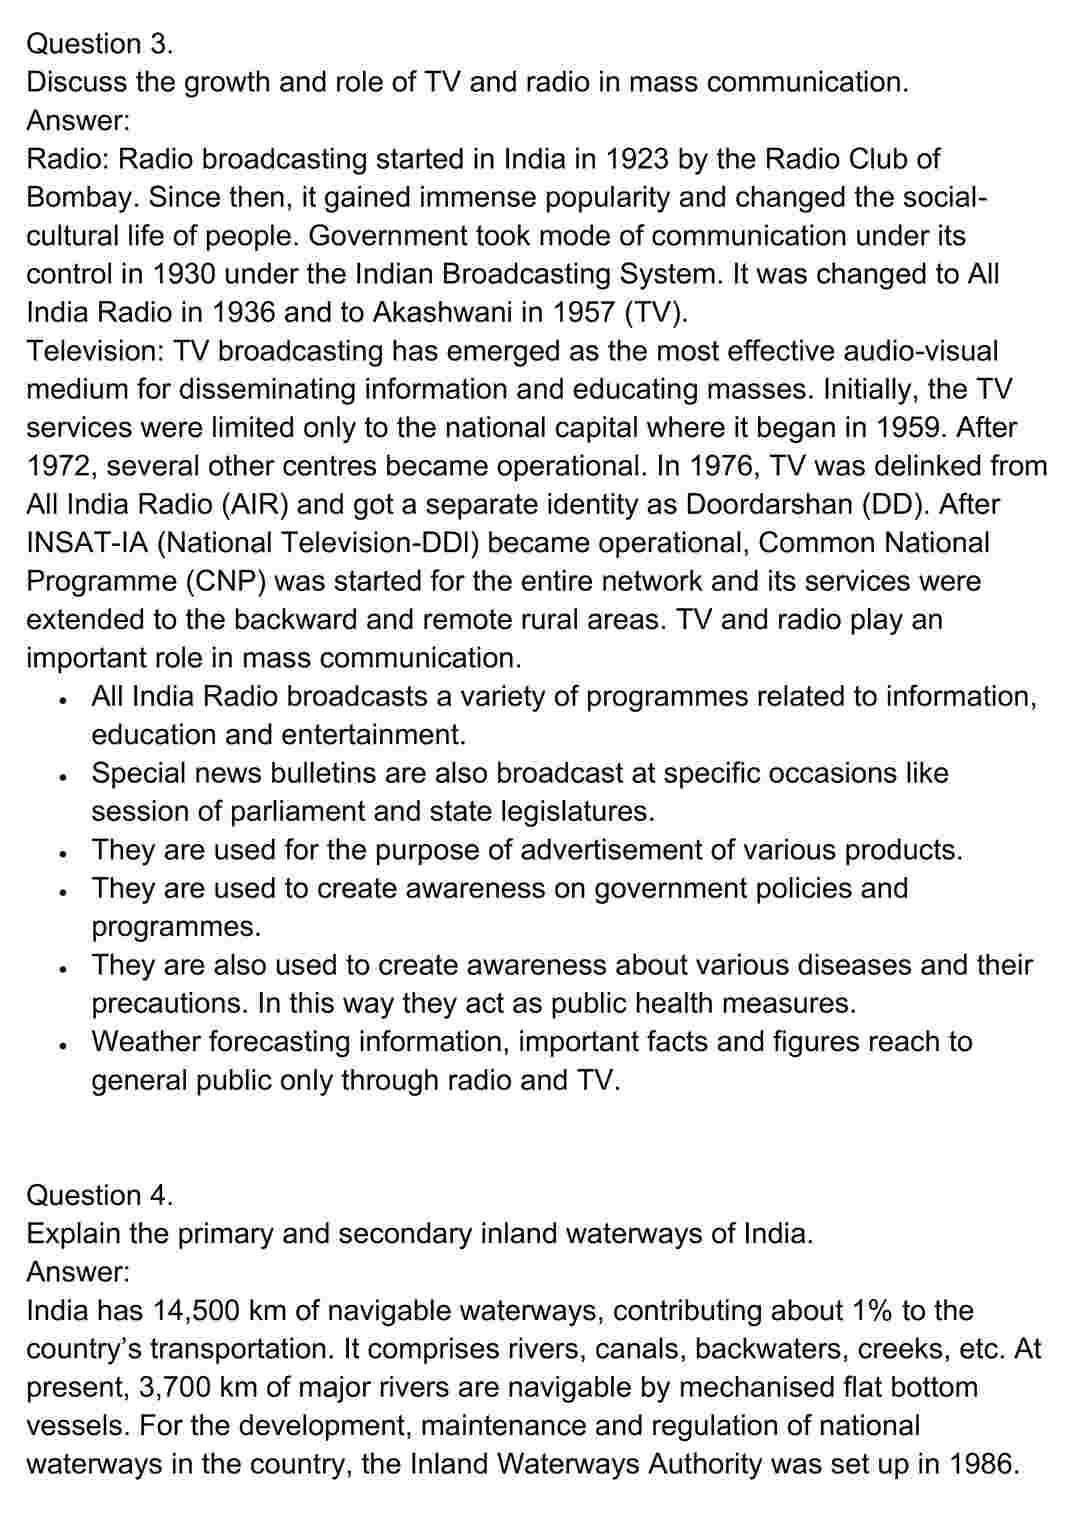 Question 3.
Discuss the growth and role of TV and radio in mass communication.
Answer:
Radio: Radio broadcasting started in India in 1923 by the Radio Club of
Bombay. Since then, it gained immense popularity and changed the social-
cultural life of people. Government took mode of communication under its
control in 1930 under the Indian Broadcasting System. It was changed to All
India Radio in 1936 and to Akashwani in 1957 (TV).
Television: TV broadcasting has emerged as the most effective audio-visual
medium for disseminating information and educating masses. Initially, the TV
services were limited only to the national capital where it began in 1959. After
1972, several other centres became operational. In 1976, TV was delinked from
All India Radio (AIR) and got a separate identity as Doordarshan (DD). After
INSAT-IA (National Television-DDI) became operational, Common National
Programme (CNP) was started for the entire network and its services were
extended to the backward and remote rural areas. TV and radio play an
important role in mass communication.
• All India Radio broadcasts a variety of programmes related to information,
education and entertainment.
• Special news bulletins are also broadcast at specific occasions like
session of parliament and state legislatures.
• They are used for the purpose of advertisement of various products.
• They are used to create awareness on government policies and
programmes.
• They are also used to create awareness about various diseases and their
precautions. In this way they act as public health measures.
• Weather forecasting information, important facts and figures reach to
general public only through radio and TV.
Question 4.
Explain the primary and secondary inland waterways of India.
Answer:
India has 14,500 km of navigable waterways, contributing about 1% to the
country’s transportation. It comprises rivers, canals, backwaters, creeks, etc. At
present, 3,700 km of major rivers are navigable by mechanised flat bottom
vessels. For the development, maintenance and regulation of national
waterways in the country, the Inland Waterways Authority was set up in 1986.